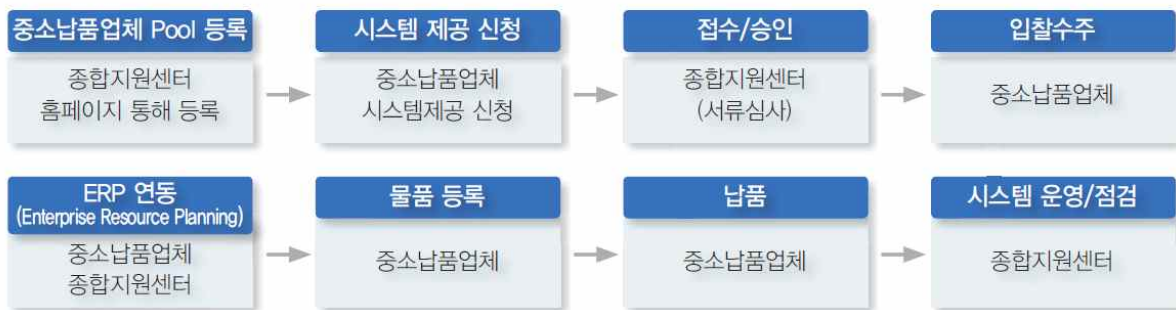 중소납품업체 Pool 등록
종합지원센터
홈페이지 통해 등록
시스템 제공 신청
중소납품업체
시스템제공 신청
접수/승인
종합지원센터
(서류심사)
입찰수주
중소납품업체
ERP 연동
(Enterprise Resource Planning)
중소납품업체
종합지원센터
물품 등록
중소납품업체
납품
중소납품업체
시스템 운영/점검
종합지원센터